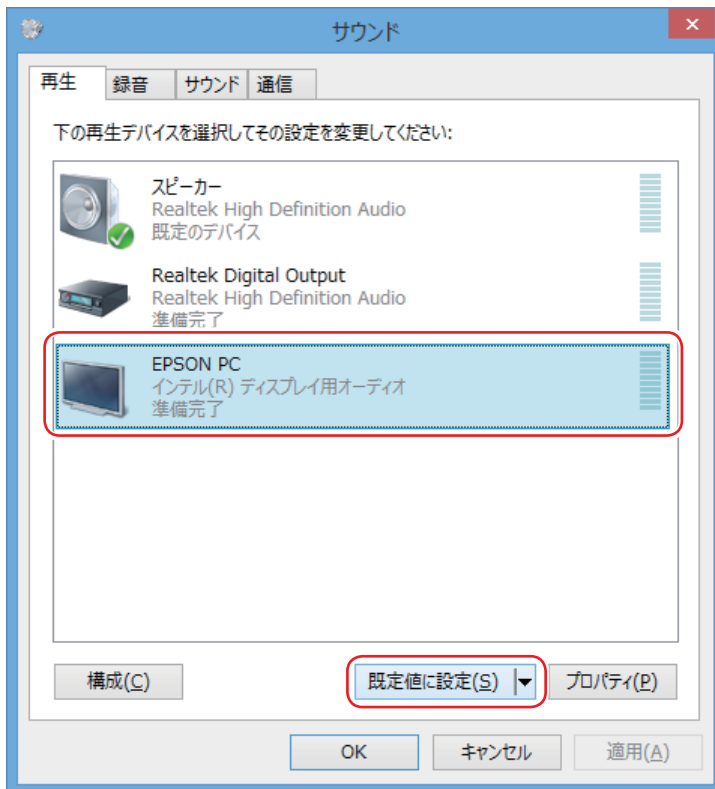 サウンド
再生 録音 サウンド 通信
下の再生デバイスを選択してその設定を変更してください:
スピーカー
Realtek High Definition Audio
既定のデバイス
Realtek Digital Output
Realtek High Definition Audio
準備完了
EPSON PC
インテル(R) ディスプレイ用オーディオ
準備完了
構成(C) 既定値に設定(S) プロパティ(P)
OK キャンセル 適用(A)